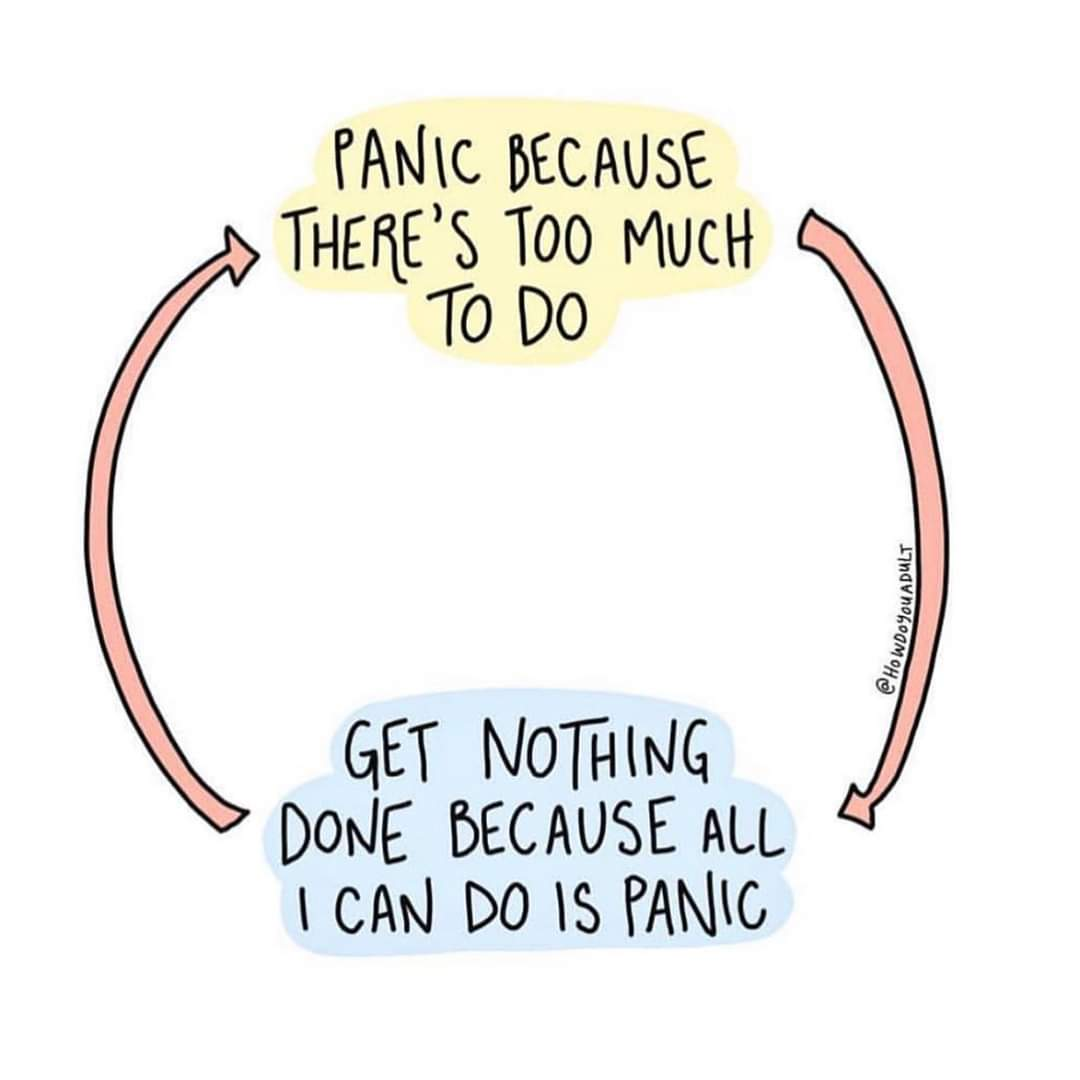 PANIC BECAUSE
THERE'S TOO MUCH
TO DO
@HOWDOYOUADULT
GET NOTHING
DONE BECAUSE ALL
I CAN DO IS PANIC